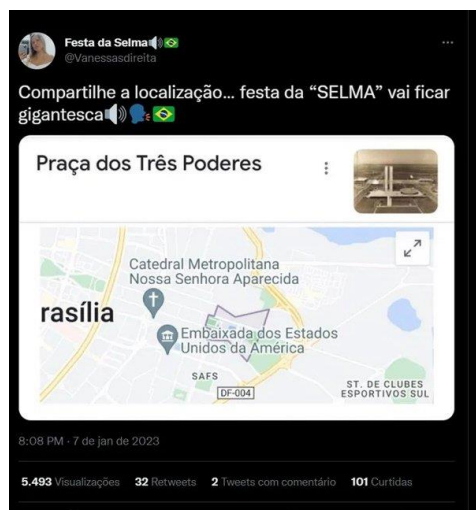 Festa da Selma🔊🇧🇷
@Vanessasdireita
Compartilhe a localização... festa da “SELMA” vai ficar
gigantesca🔊🗣️🇧🇷
Praça dos Três Poderes
Catedral Metropolitana
Nossa Senhora Aparecida
rasília
Embaixada dos Estados
Unidos da América
SAFS
DF-004
ST. DE CLUBES
ESPORTIVOS SUL
8:08 PM · 7 de jan de 2023
5.493 Visualizações 32 Retweets 2 Tweets com comentário 101 Curtidas